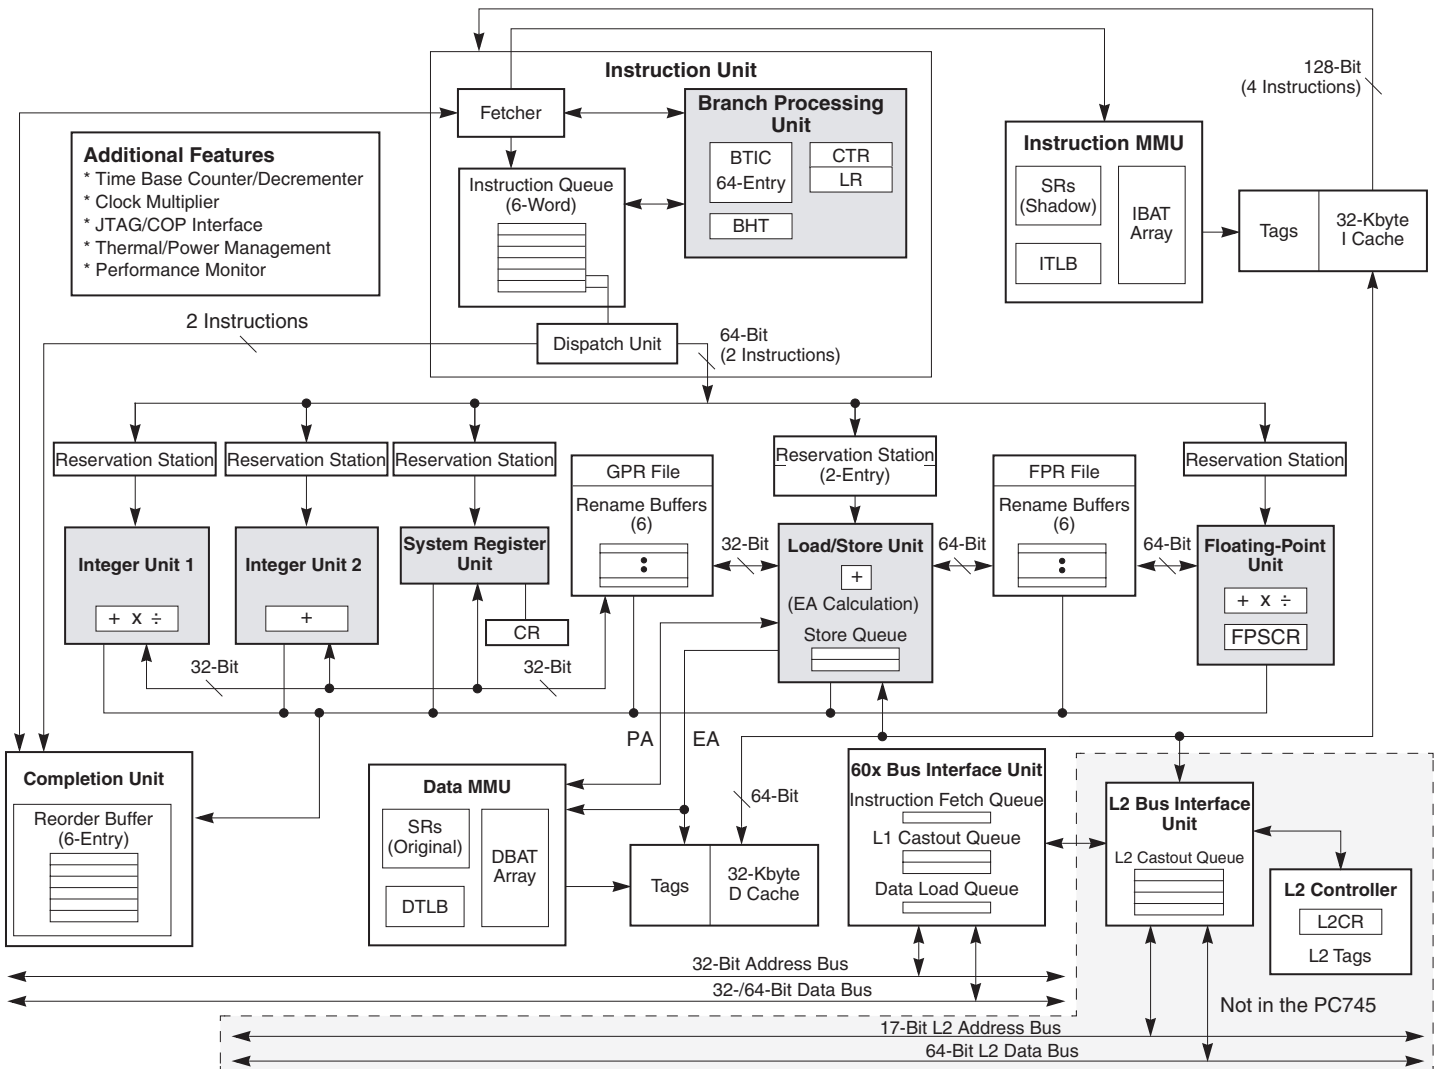 Instruction Unit
128-Bit
(4 Instructions)
Fetcher
Branch Processing
Unit
BTIC
64-Entry
CTR
LR
BHT
Instruction Queue
(6-Word)
Dispatch Unit
64-Bit
(2 Instructions)
2 Instructions
Additional Features
* Time Base Counter/Decrementer
* Clock Multiplier
* JTAG/COP Interface
* Thermal/Power Management
* Performance Monitor
Instruction MMU
SRs
(Shadow)
ITLB
IBAT
Array
Tags
32-Kbyte
I Cache
Reservation Station
Reservation Station
Reservation Station
Reservation Station
(2-Entry)
Reservation Station
Integer Unit 1
+ x ÷
Integer Unit 2
+
System Register
Unit
CR
GPR File
Rename Buffers
(6)
32-Bit
Load/Store Unit
+
(EA Calculation)
Store Queue
64-Bit
FPR File
Rename Buffers
(6)
64-Bit
Floating-Point
Unit
+ x ÷
FPSCR
32-Bit
32-Bit
PA
EA
Completion Unit
Reorder Buffer
(6-Entry)
Data MMU
SRs
(Original)
DTLB
DBAT
Array
64-Bit
Tags
32-Kbyte
D Cache
60x Bus Interface Unit
Instruction Fetch Queue
L1 Castout Queue
Data Load Queue
L2 Bus Interface
Unit
L2 Castout Queue
L2 Controller
L2CR
L2 Tags
32-Bit Address Bus
32-/64-Bit Data Bus
Not in the PC745
17-Bit L2 Address Bus
64-Bit L2 Data Bus